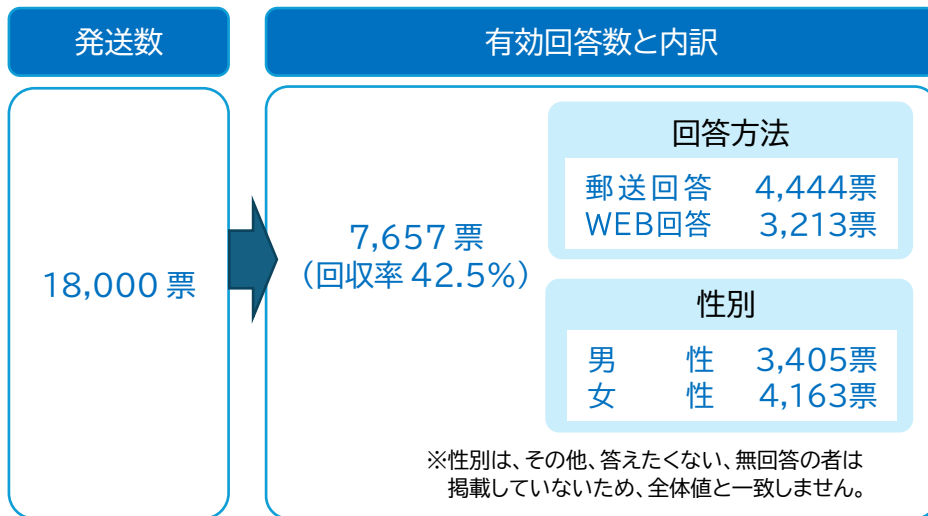 発送数
有効回答数と内訳
18,000 票
7,657 票
（回収率 42.5%）
回答方法
郵送回答 4,444票
WEB回答 3,213票
性別
男 性 3,405票
女 性 4,163票
※性別は、その他、答えたくない、無回答の者は
掲載していないため、全体値と一致しません。